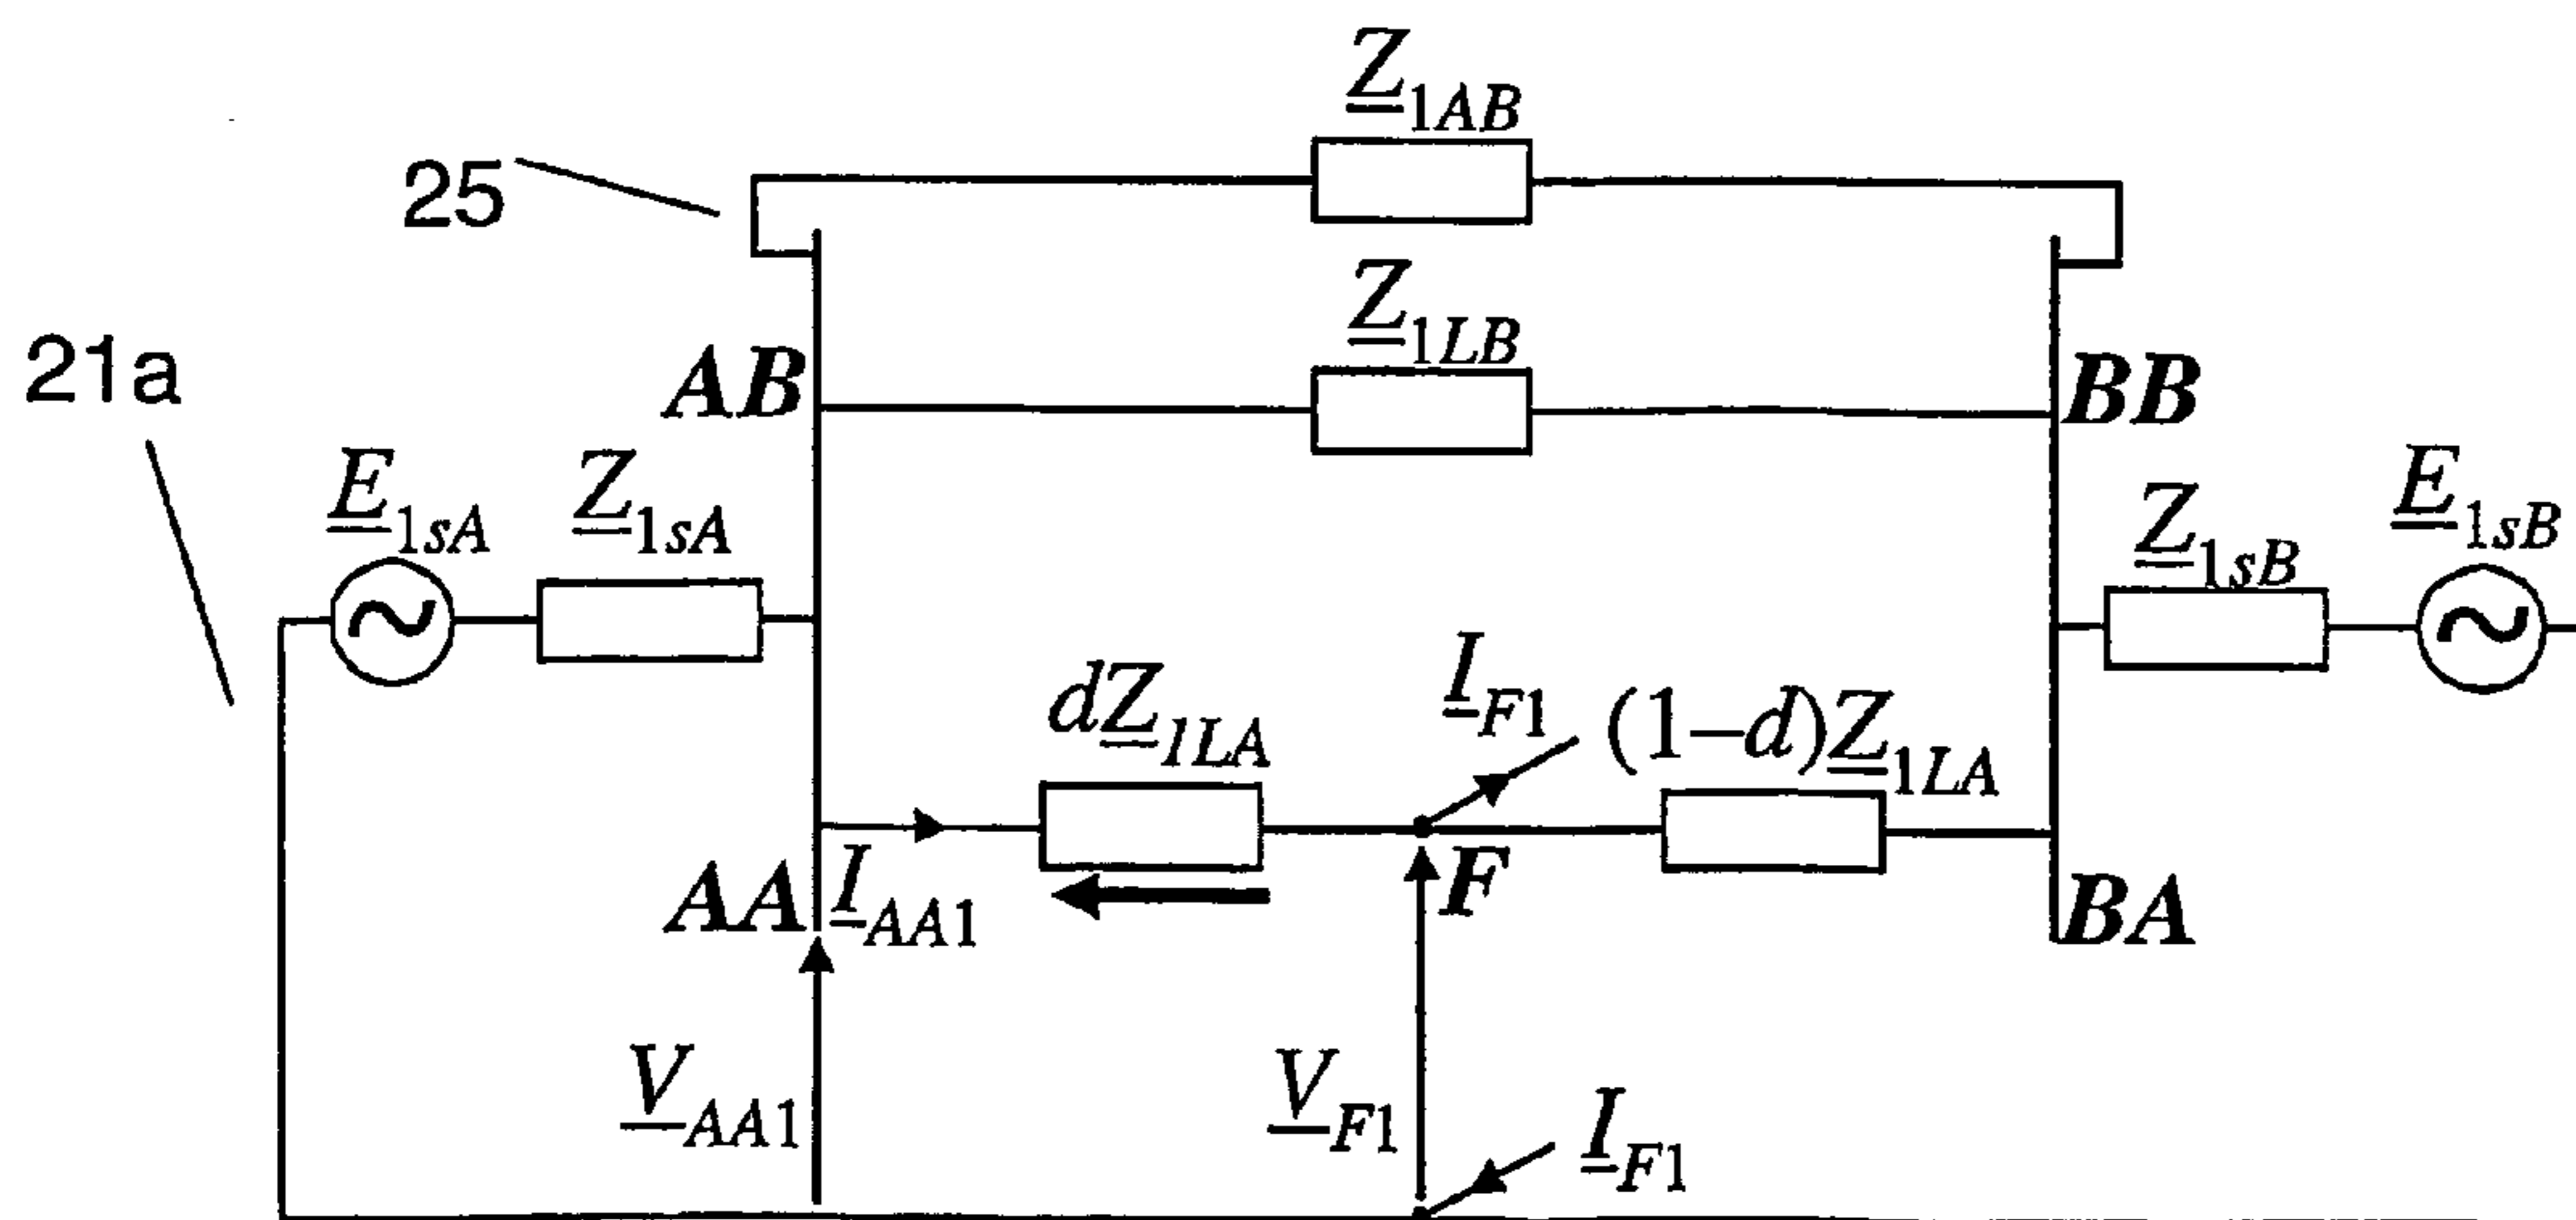 Z1AB
25
Z1LB
21a
AB
BB
E1sA
Z1sA
Z1sB
E1sB
dZ1LA
IF1
(1–d)Z1LA
AA
IAA1
F
BA
VAA1
VF1
IF1